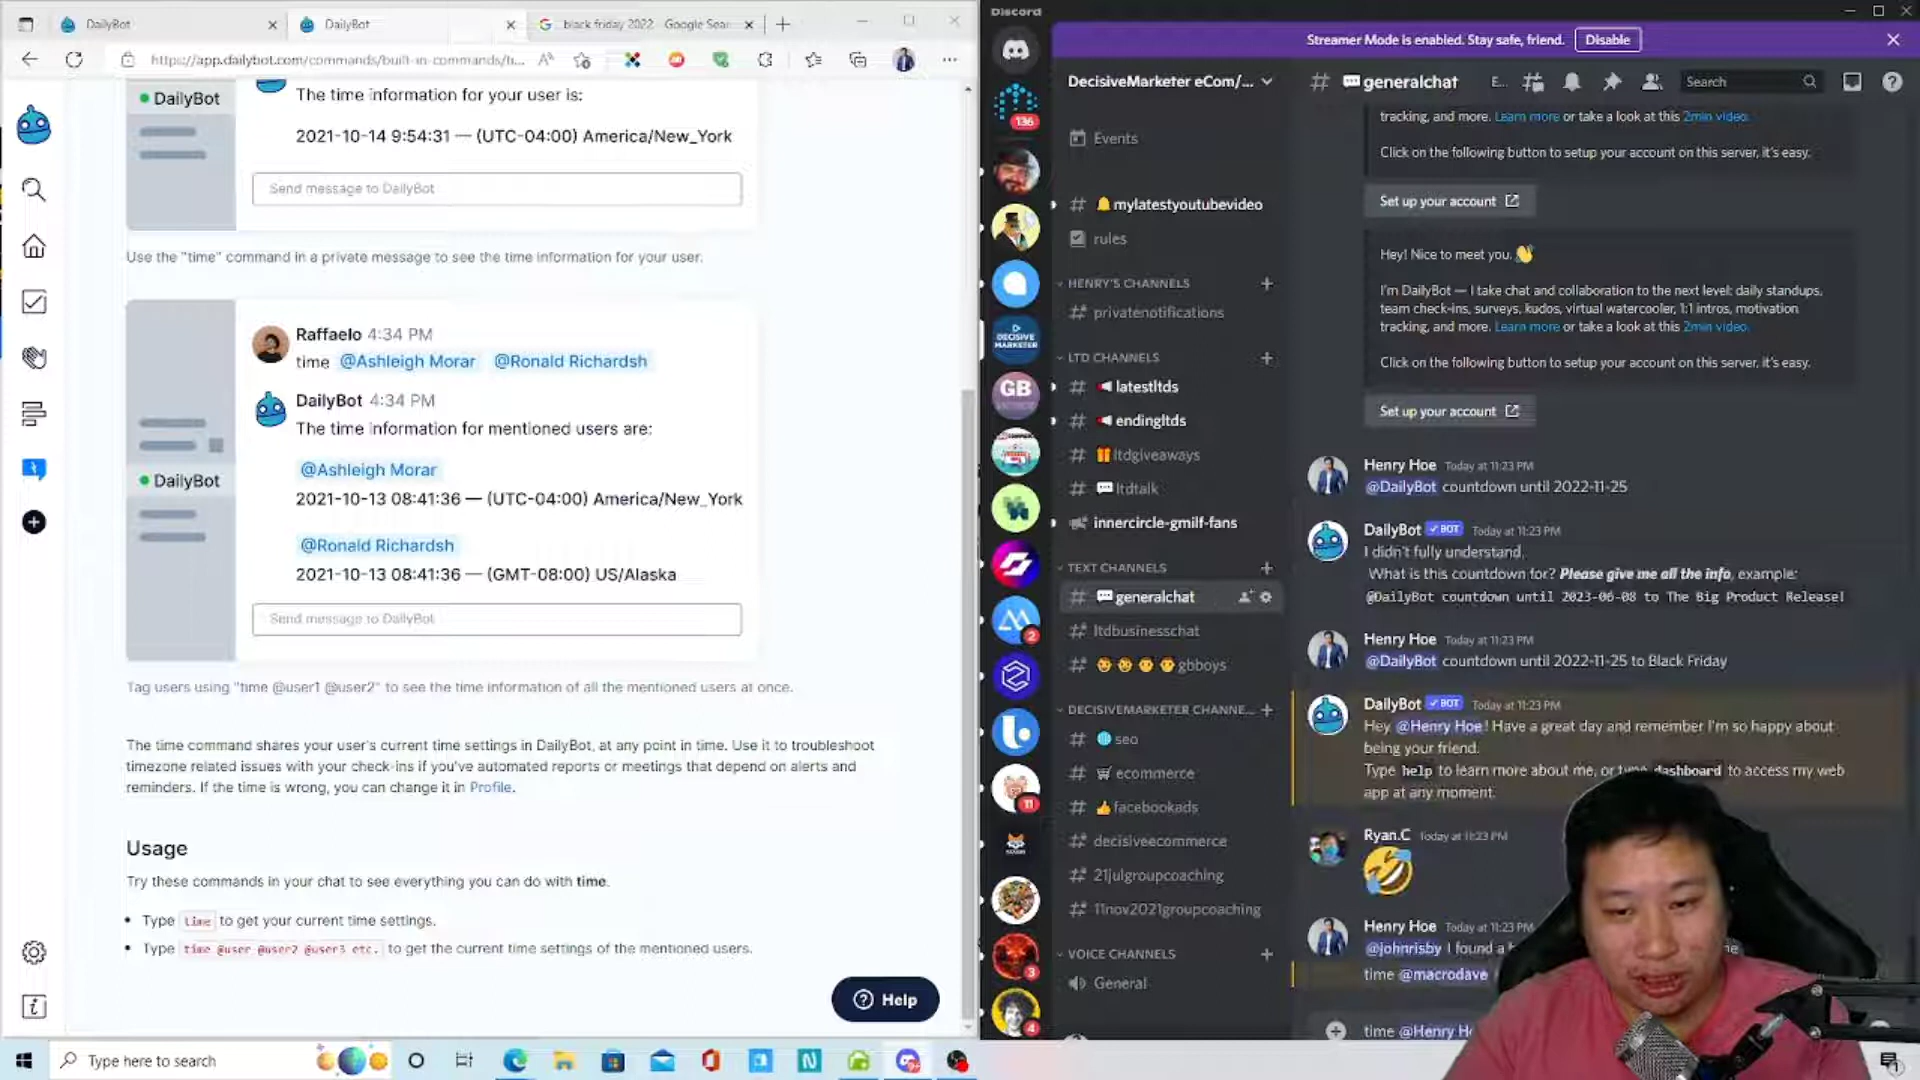 DailyBot
DailyBot
black friday 2022 - Google Sear
https://app.dailybot.com/commands/built-in-commands/ti...
DailyBot
The time information for your user is:
2021-10-14 9:54:31 — (UTC-04:00) America/New_York
Send message to DailyBot
Use the "time" command in a private message to see the time information for your user.
Raffaelo 4:34 PM
time @Ashleigh Morar @Ronald Richardsh
DailyBot 4:34 PM
The time information for mentioned users are:
@Ashleigh Morar
DailyBot
2021-10-13 08:41:36 — (UTC-04:00) America/New_York
@Ronald Richardsh
2021-10-13 08:41:36 — (GMT-08:00) US/Alaska
Send message to DailyBot
Tag users using "time @user1 @user2" to see the time information of all the mentioned users at once.
The time command shares your user's current time settings in DailyBot, at any point in time. Use it to troubleshoot
timezone related issues with your check-ins if you've automated reports or meetings that depend on alerts and
reminders. If the time is wrong, you can change it in Profile.
Usage
Try these commands in your chat to see everything you can do with time.
Type time to get your current time settings.
Type time @user @user2 @user3 etc. to get the current time settings of the mentioned users.
Help
Type here to search
Discord
Streamer Mode is enabled. Stay safe, friend. Disable
DecisiveMarketer eCom/...
136
Events
mylatestyoutubevideo
rules
HENRY'S CHANNELS
privatenotifications
DECISIVE
MARKETER
LTD CHANNELS
GB
latestltds
endingltds
ltdgiveaways
ltdtalk
innercircle-gmilf-fans
TEXT CHANNELS
generalchat
2
ltdbusinesschat
gbboys
DECISIVEMARKETER CHANNE...
seo
ecommerce
11
facebookads
decisiveecommerce
21julgroupcoaching
11nov2021groupcoaching
VOICE CHANNELS
3
General
4
generalchat
E...
Search
tracking, and more. Learn more or take a look at this 2min video.
Click on the following button to setup your account on this server, it's easy.
Set up your account
Hey! Nice to meet you.
I'm DailyBot — I take chat and collaboration to the next level: daily standups,
team check-ins, surveys, kudos, virtual watercooler, 1:1 intros, motivation
tracking, and more. Learn more or take a look at this 2min video.
Click on the following button to setup your account on this server, it's easy.
Set up your account
Henry Hoe Today at 11:23 PM
@DailyBot countdown until 2022-11-25
DailyBot BOT Today at 11:23 PM
I didn't fully understand.
What is this countdown for? Please give me all the info, example:
@DailyBot countdown until 2023-06-08 to The Big Product Release!
Henry Hoe Today at 11:23 PM
@DailyBot countdown until 2022-11-25 to Black Friday
DailyBot BOT Today at 11:23 PM
Hey @Henry Hoe! Have a great day and remember I'm so happy about
being your friend.
Type help to learn more about me, or type dashboard to access my web
app at any moment.
Ryan.C Today at 11:23 PM
Henry Hoe Today at 11:23 P
@johnrisby I found a
time @macrodave
time @Henry H